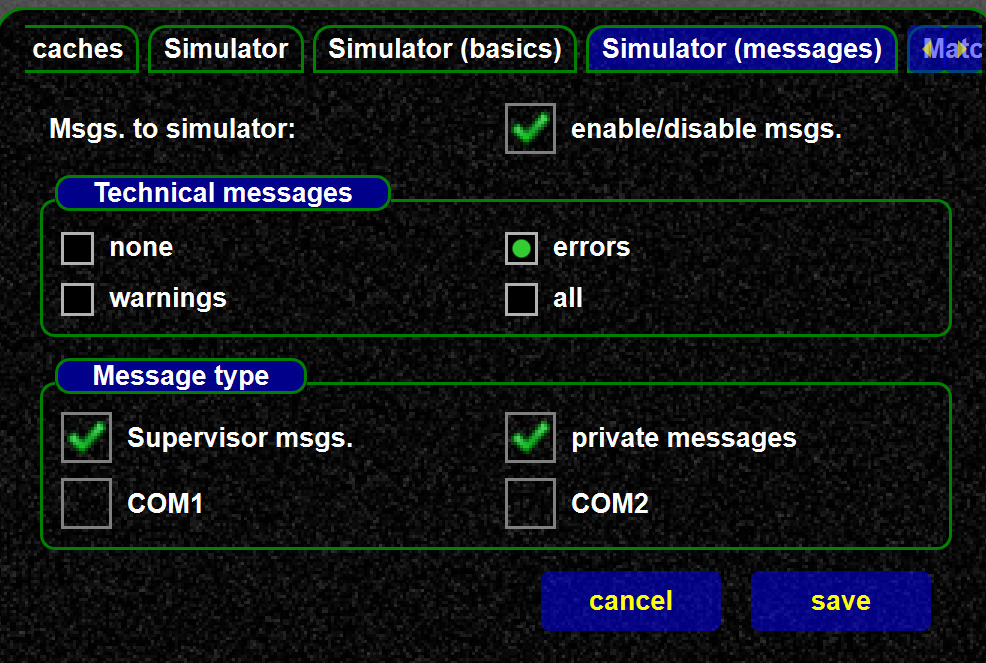 caches Simulator Simulator (basics) Simulator (messages) Matc
Msgs. to simulator: enable/disable msgs.
Technical messages
none errors
warnings all
Message type
Supervisor msgs. private messages
COM1 COM2
cancel save